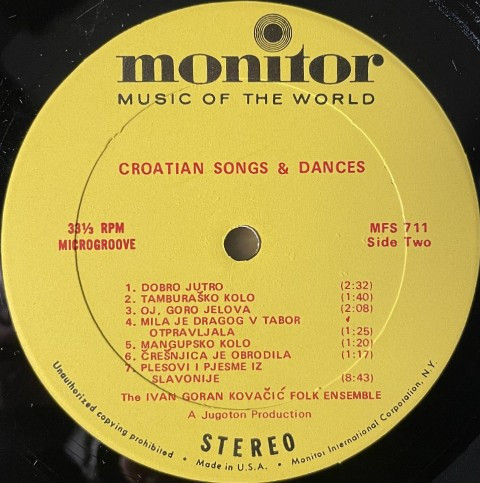 monitor
MUSIC OF THE WORLD
CROATIAN SONGS & DANCES
33⅓ RPM
MICROGROOVE
MFS 711
Side Two
1. DOBRO JUTRO (2:32)
2. TAMBURAŠKO KOLO (1:40)
3. OJ, GORO JELOVA (2:08)
4. MILA JE DRAGOG V TABOR
OTPRAVLJALA (1:25)
5. MANGUPSKO KOLO (1:20)
6. ČREŠNJICA JE OBRODILA (1:17)
7. PLESOVI I PJESME IZ
SLAVONIJE (8:43)
The IVAN GORAN KOVAČIĆ FOLK ENSEMBLE
A Jugoton Production
STEREO
Unauthorized copying prohibited • Made in U.S.A. • Monitor International Corporation, N.Y.